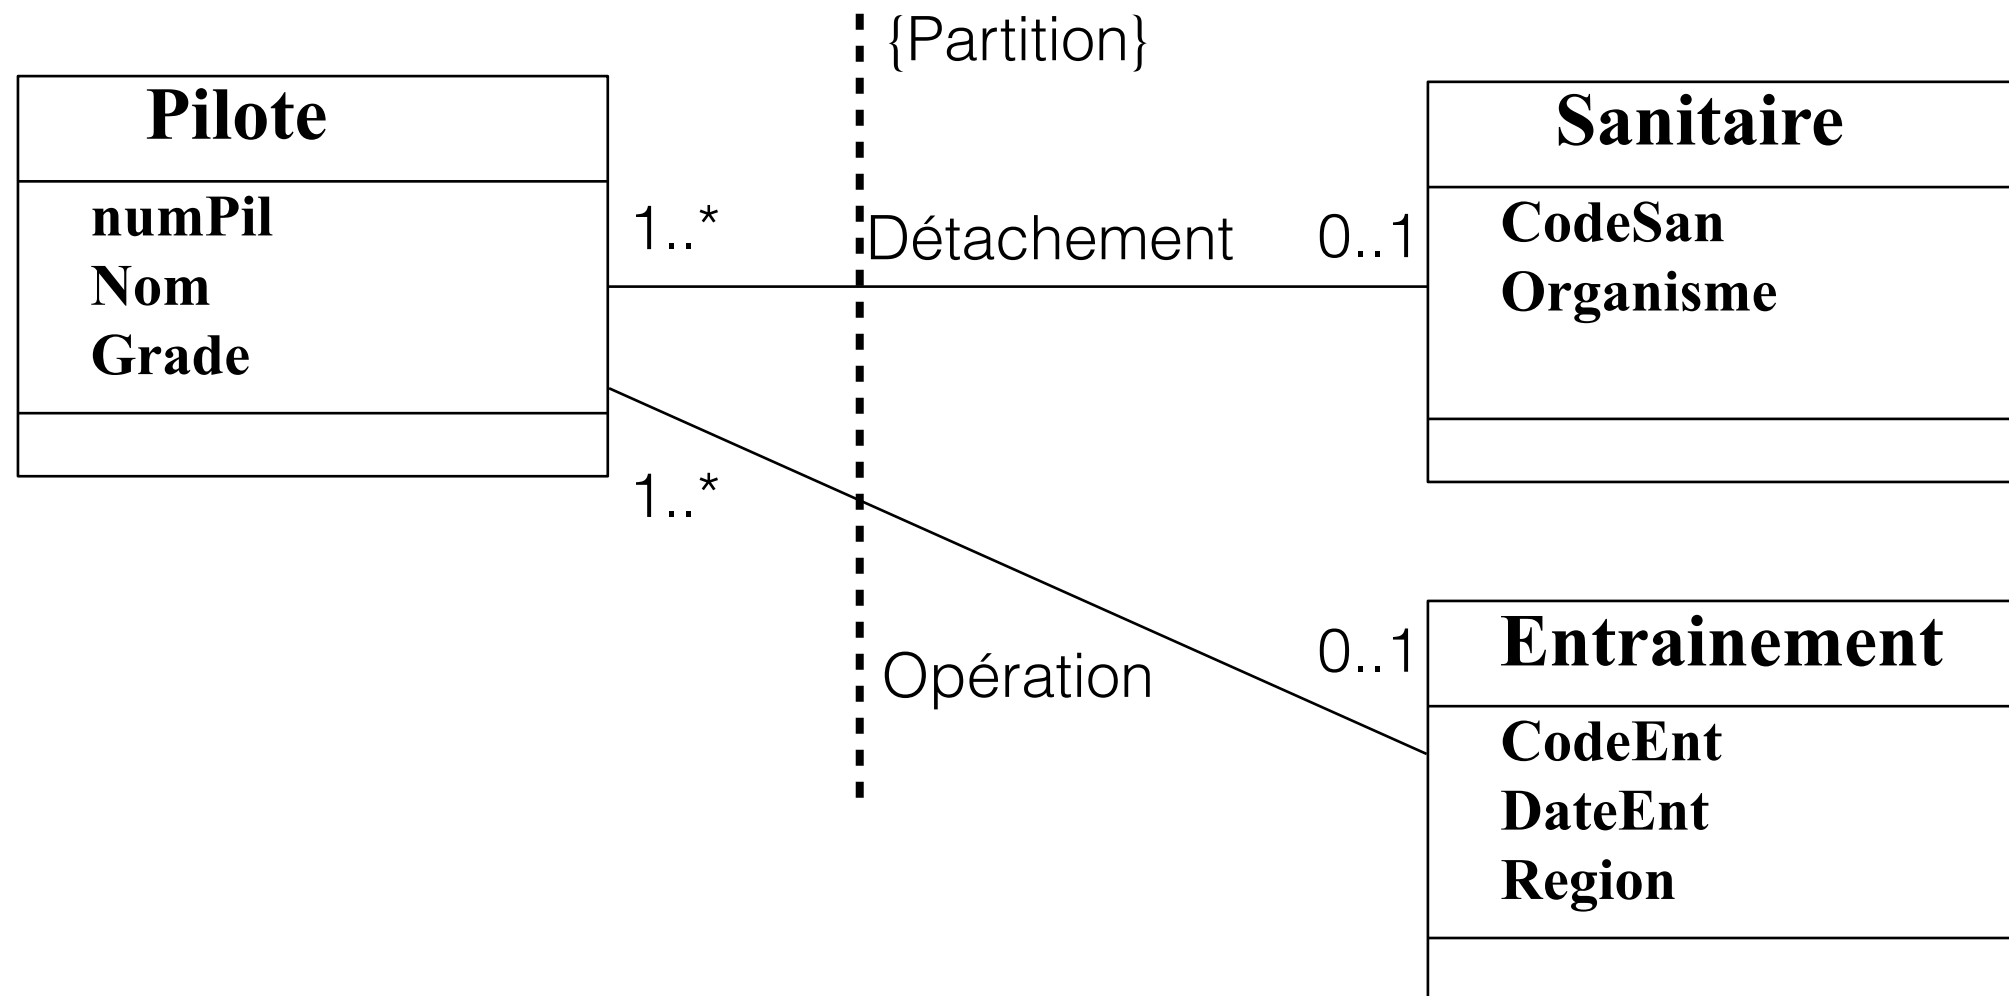 {Partition}
Pilote
numPil
Nom
Grade
1..*
Détachement
0..1
Sanitaire
CodeSan
Organisme
1..*
Opération
0..1
Entrainement
CodeEnt
DateEnt
Region